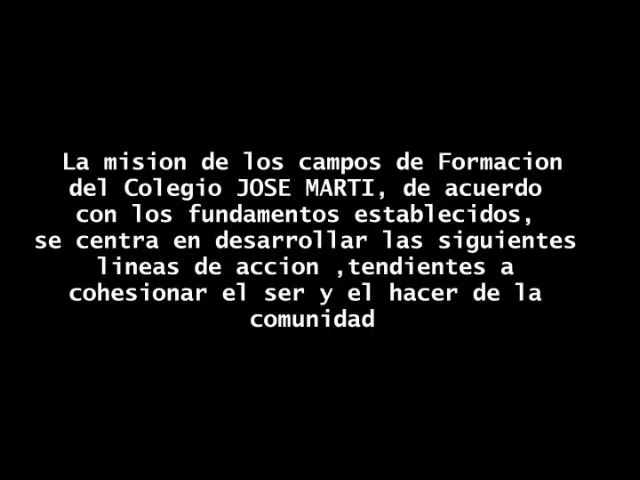 La mision de los campos de Formacion
del Colegio JOSE MARTI, de acuerdo
con los fundamentos establecidos,
se centra en desarrollar las siguientes
lineas de accion ,tendientes a
cohesionar el ser y el hacer de la
comunidad